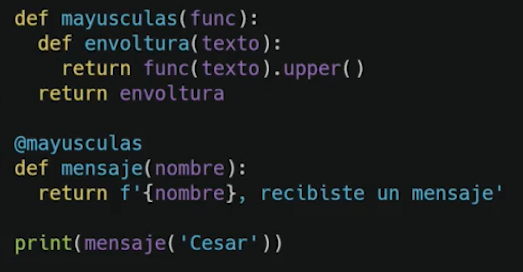 def mayusculas(func):
  def envoltura(texto):
    return func(texto).upper()
  return envoltura

@mayusculas
def mensaje(nombre):
  return f'{nombre}, recibiste un mensaje'

print(mensaje('Cesar'))